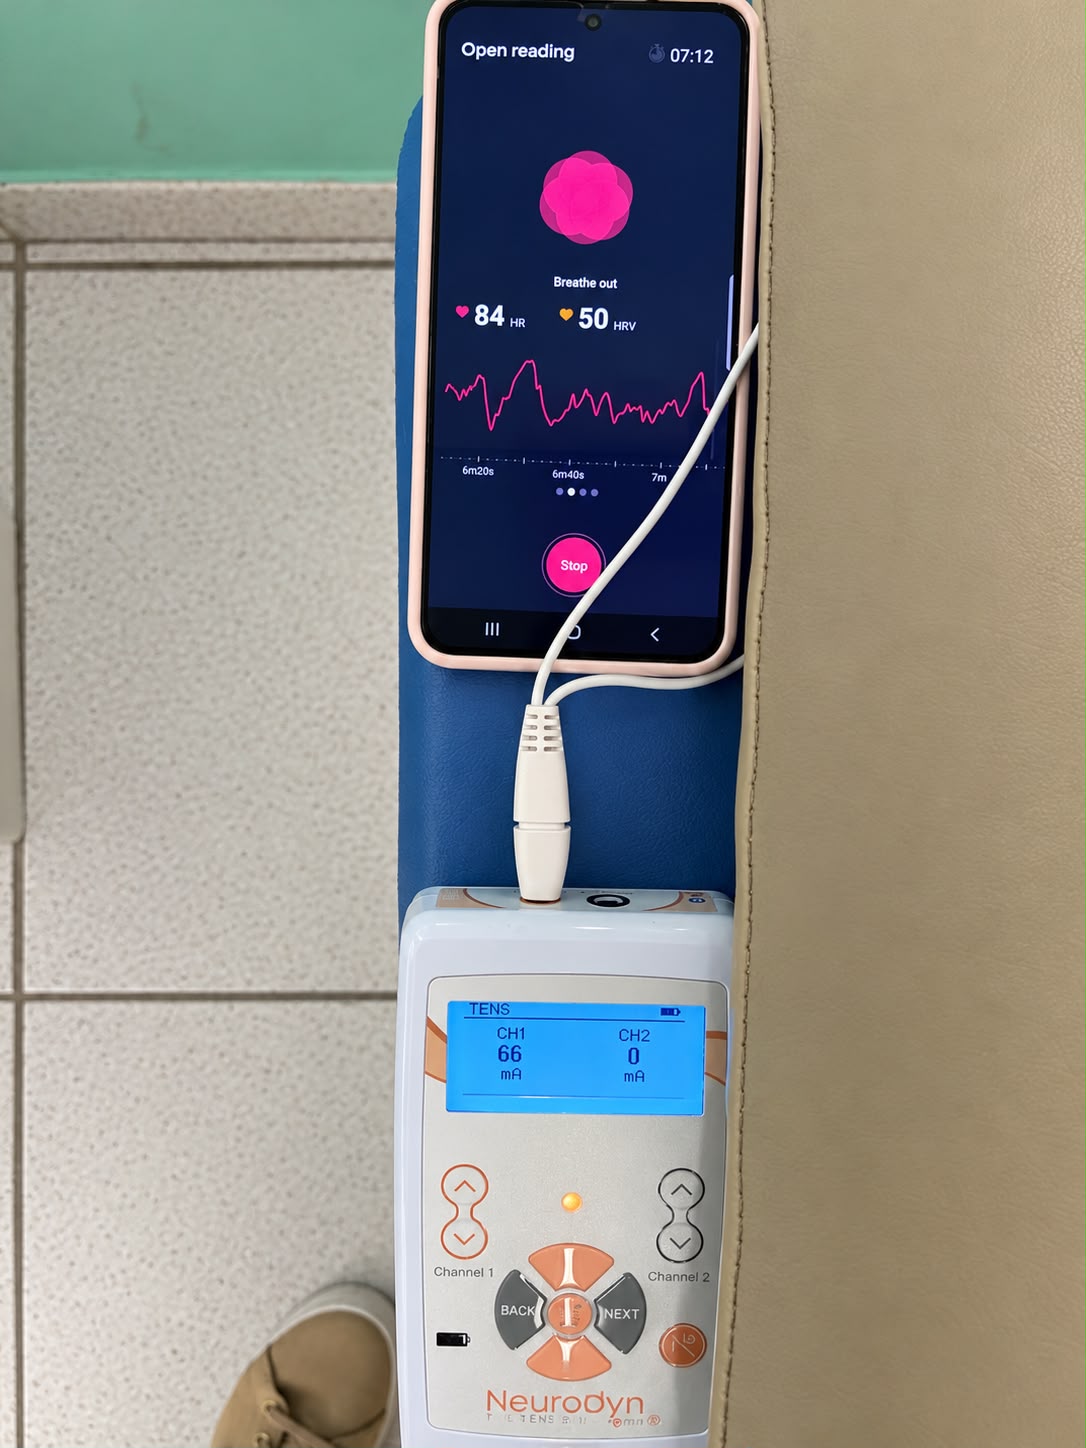 Open reading
07:12
Breathe out
84 HR
50 HRV
6m20s 6m40s 7m
Stop
TENS
CH1 CH2
66 0
mA mA
Channel 1
Channel 2
BACK
NEXT
Neurodyn